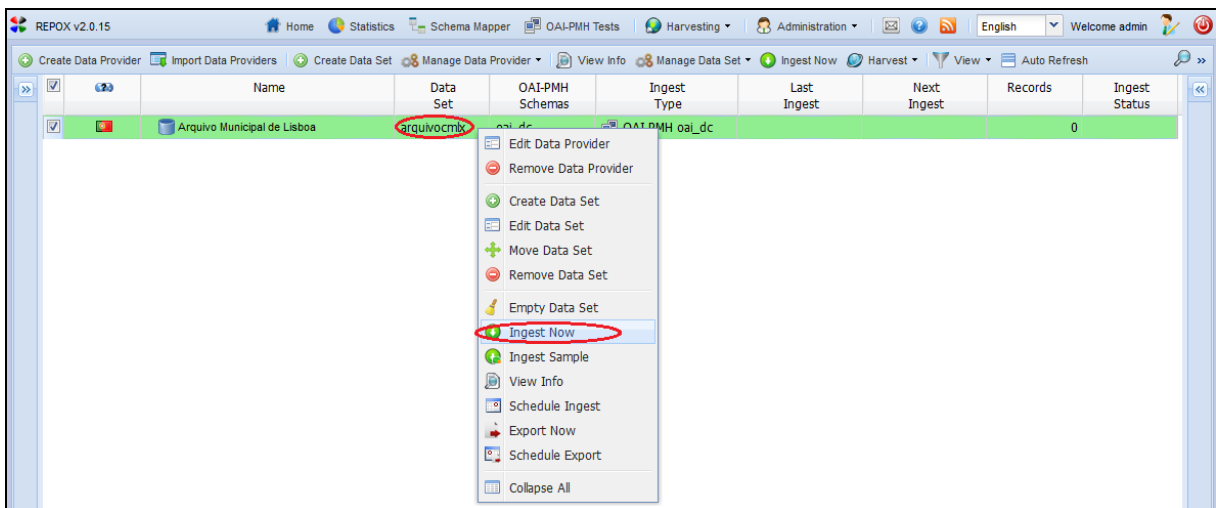 REPOX v2.0.15 Home Statistics Schema Mapper OAI-PMH Tests Harvesting Administration English Welcome admin
Create Data Provider Import Data Providers Create Data Set Manage Data Provider View Info Manage Data Set Ingest Now Harvest View Auto Refresh
Name Data Set OAI-PMH Schemas Ingest Type Last Ingest Next Ingest Records Ingest Status
Arquivo Municipal de Lisboa arquivocmlx oai_dc OAI-PMH oai_dc 0
Edit Data Provider
Remove Data Provider
Create Data Set
Edit Data Set
Move Data Set
Remove Data Set
Empty Data Set
Ingest Now
Ingest Sample
View Info
Schedule Ingest
Export Now
Schedule Export
Collapse All